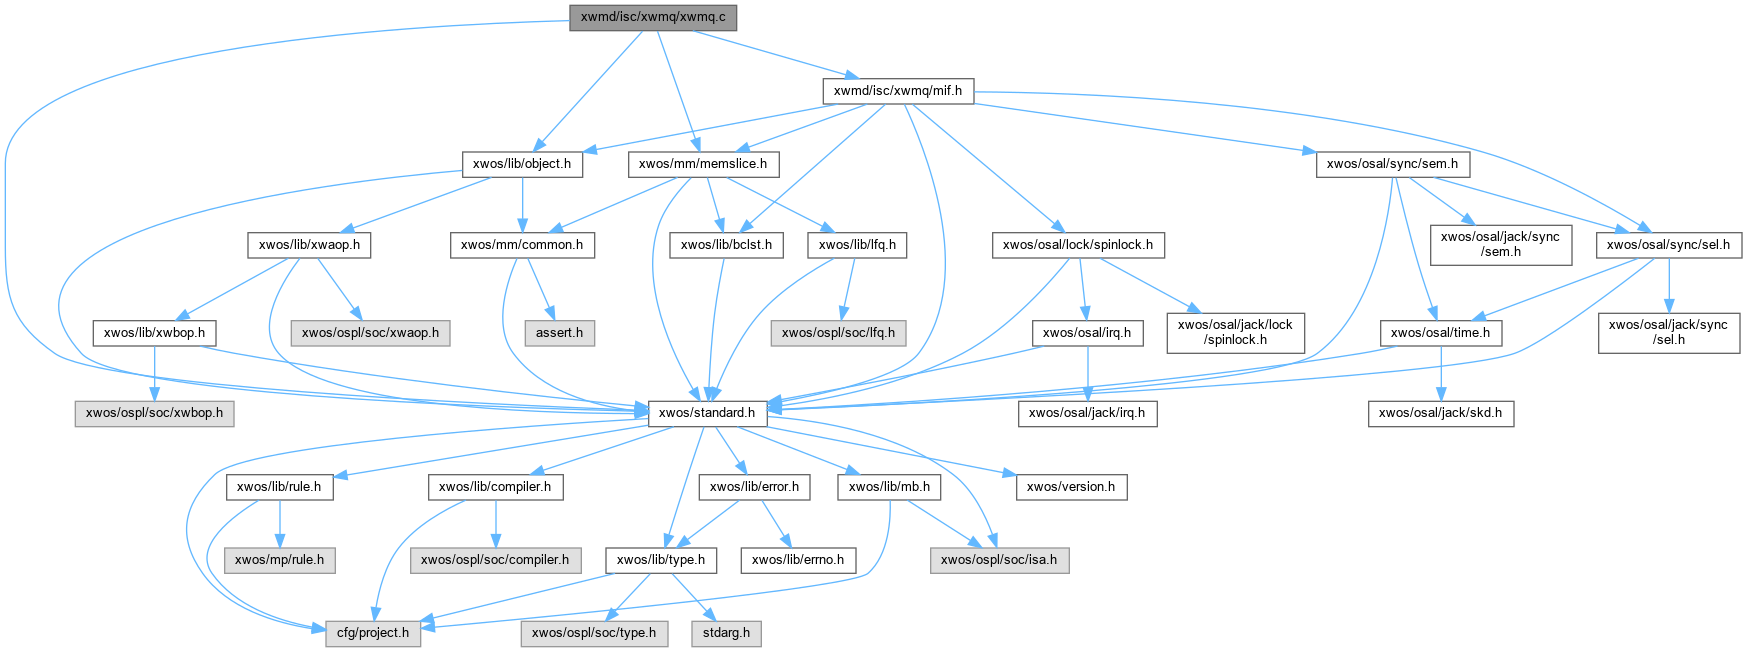 xwmd/isc/xwmq/xwmq.c
xwmd/isc/xwmq/mif.h
xwos/lib/object.h
xwos/mm/memslice.h
xwos/osal/sync/sem.h
xwos/lib/xwaop.h
xwos/mm/common.h
xwos/lib/bclst.h
xwos/lib/lfq.h
xwos/osal/lock/spinlock.h
xwos/osal/jack/sync
/sem.h
xwos/osal/sync/sel.h
xwos/lib/xwbop.h
xwos/ospl/soc/xwaop.h
assert.h
xwos/ospl/soc/lfq.h
xwos/osal/irq.h
xwos/osal/jack/lock
/spinlock.h
xwos/osal/time.h
xwos/osal/jack/sync
/sel.h
xwos/ospl/soc/xwbop.h
xwos/standard.h
xwos/osal/jack/irq.h
xwos/osal/jack/skd.h
xwos/lib/rule.h
xwos/lib/compiler.h
xwos/lib/error.h
xwos/lib/mb.h
xwos/version.h
xwos/mp/rule.h
xwos/ospl/soc/compiler.h
xwos/lib/type.h
xwos/lib/errno.h
xwos/ospl/soc/isa.h
cfg/project.h
xwos/ospl/soc/type.h
stdarg.h